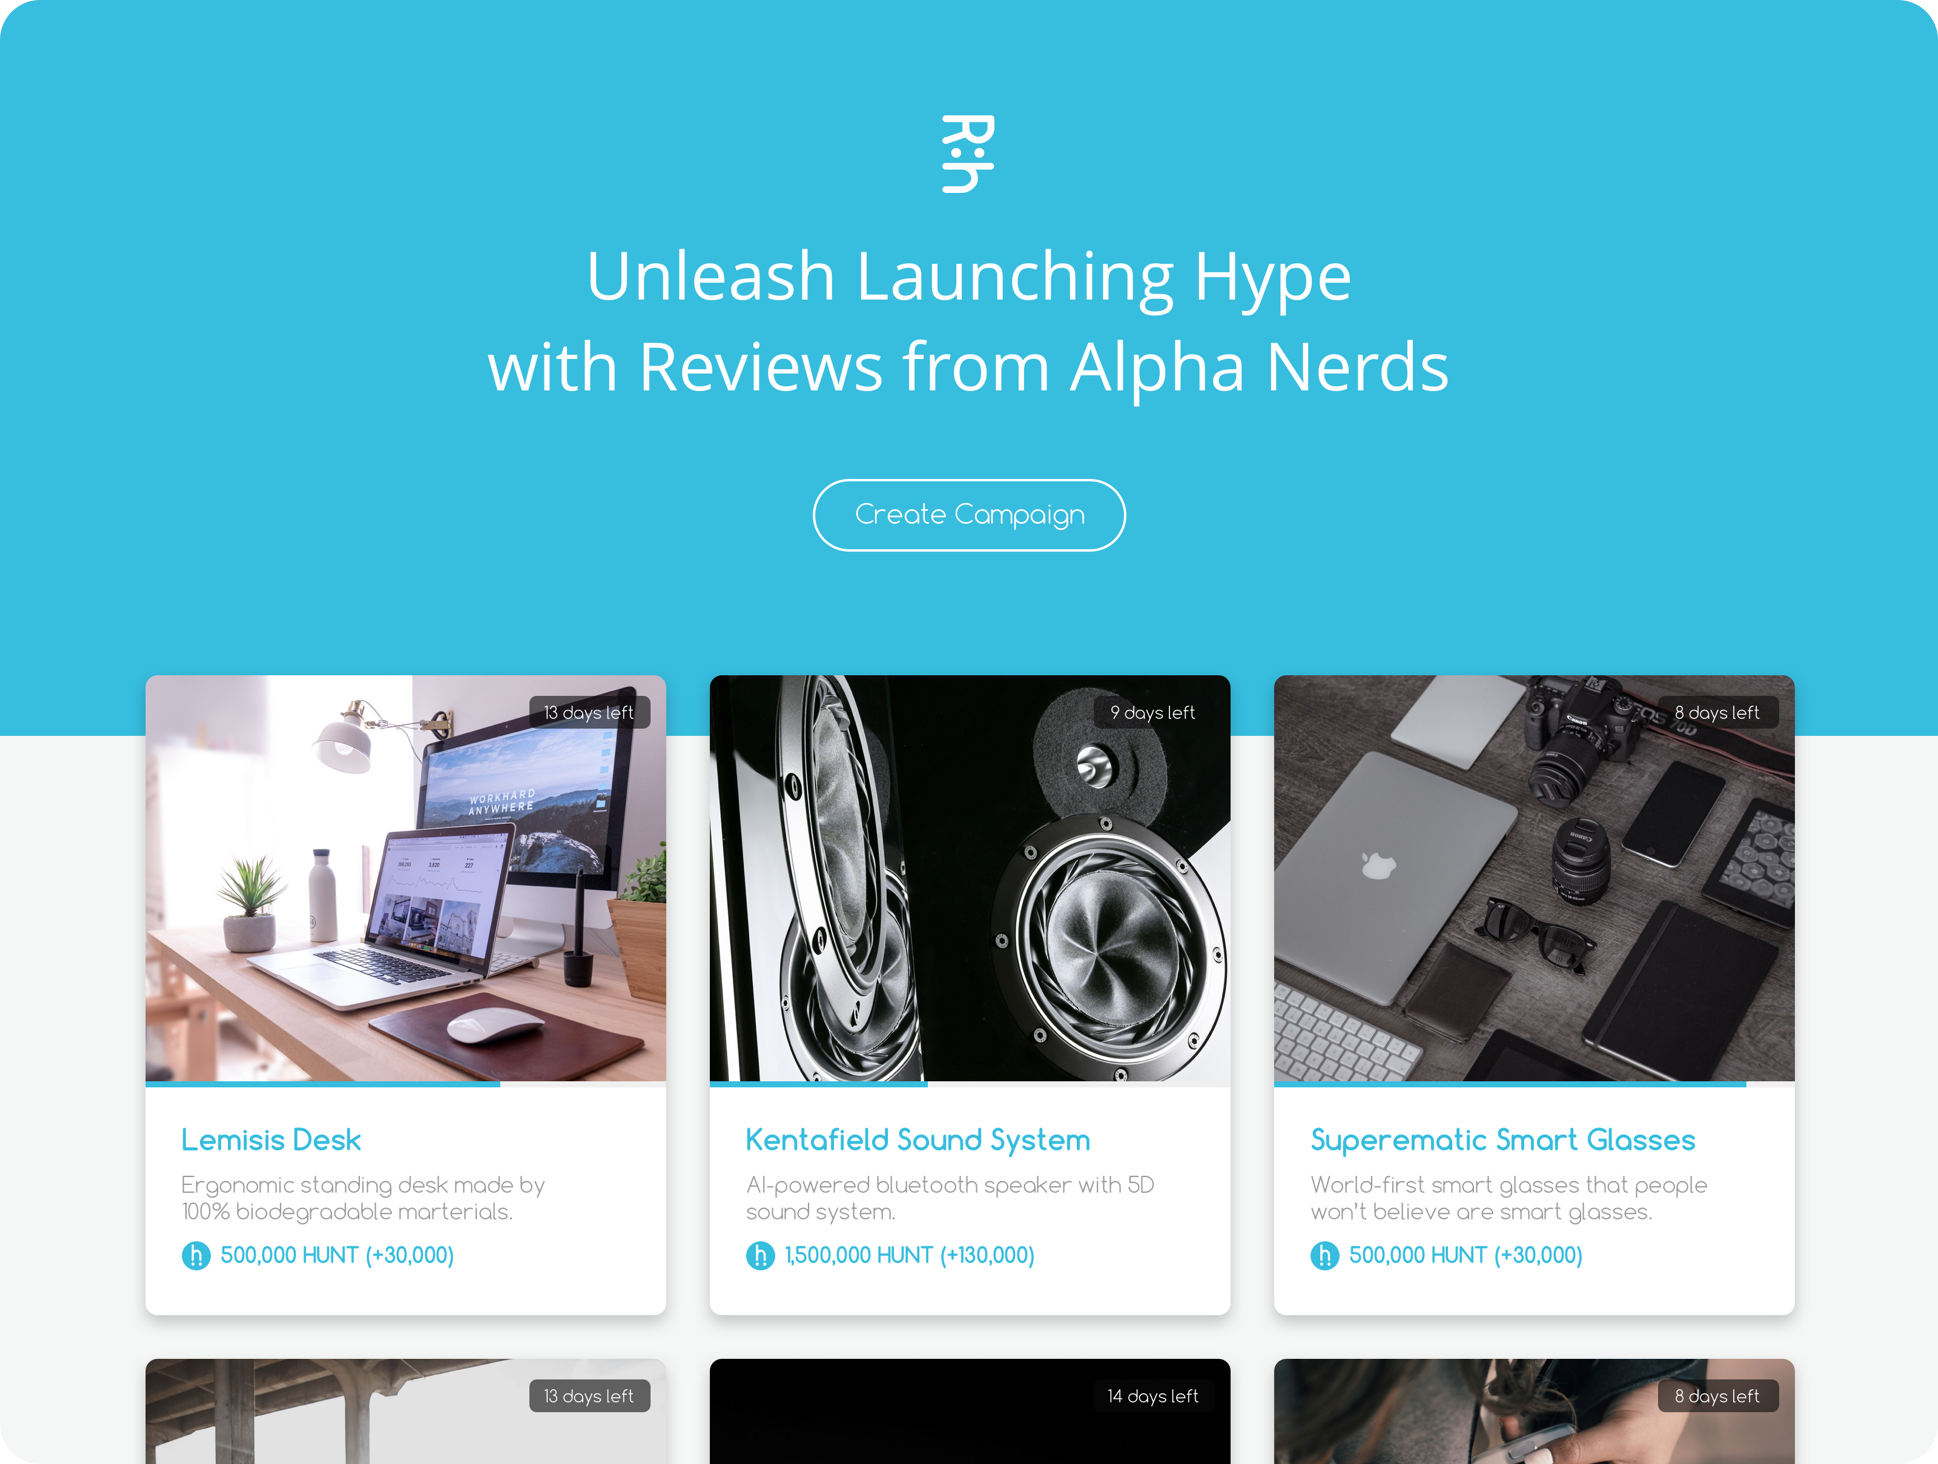 R:h
Unleash Launching Hype
with Reviews from Alpha Nerds
Create Campaign
13 days left
WORKHARD
ANYWHERE
9 days left
8 days left
Canon
Canon
Lemisis Desk
Ergonomic standing desk made by
100% biodegradable marterials.
h 500,000 HUNT (+30,000)
Kentafield Sound System
AI-powered bluetooth speaker with 5D
sound system.
h 1,500,000 HUNT (+130,000)
Superematic Smart Glasses
World-first smart glasses that people
won't believe are smart glasses.
h 500,000 HUNT (+30,000)
13 days left
14 days left
8 days left